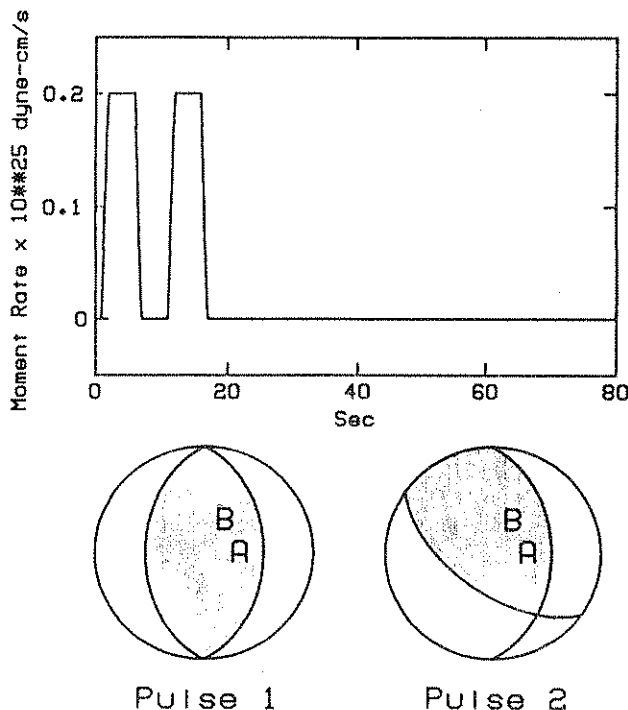 Moment Rate x 10**25 dyne-cm/s
0.2
0.1
0
0 20 40 60 80
Sec
B B
A A
Pulse 1 Pulse 2